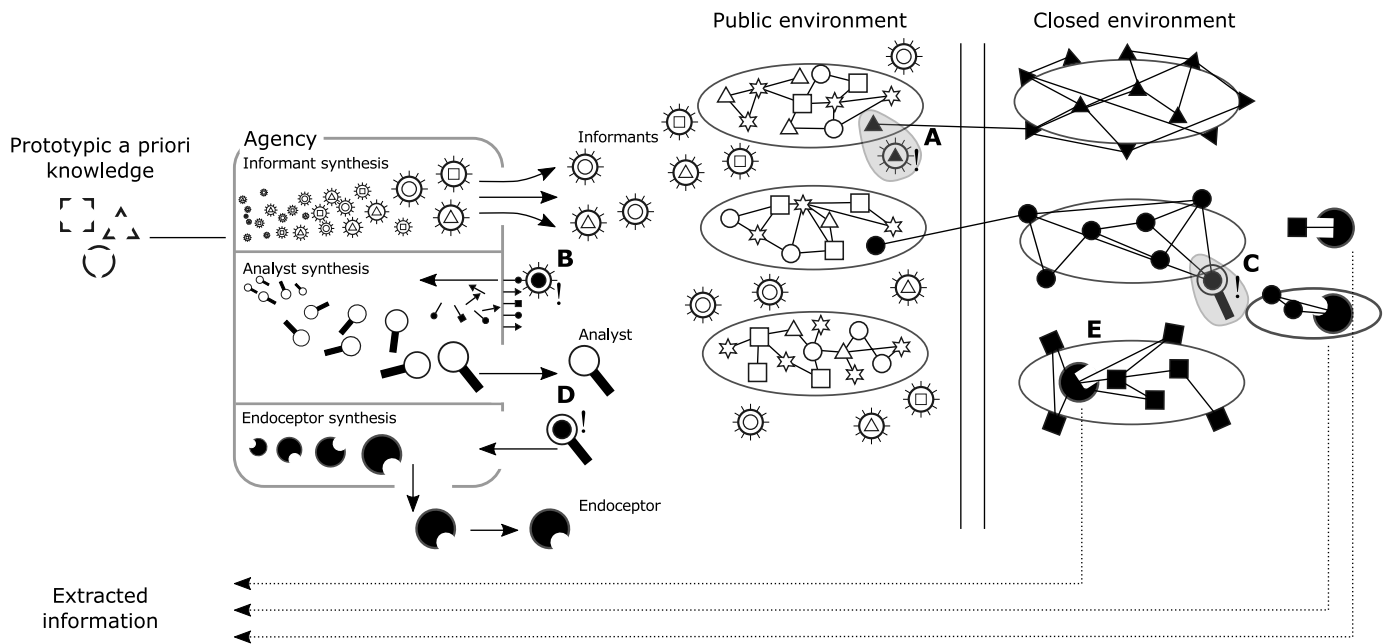 Public environment
Closed environment
Prototypic a priori
knowledge
Agency
Informant synthesis
Informants
A
!
Analyst synthesis
B
!
C
!
Analyst
E
D
!
Endoceptor synthesis
Endoceptor
Extracted
information